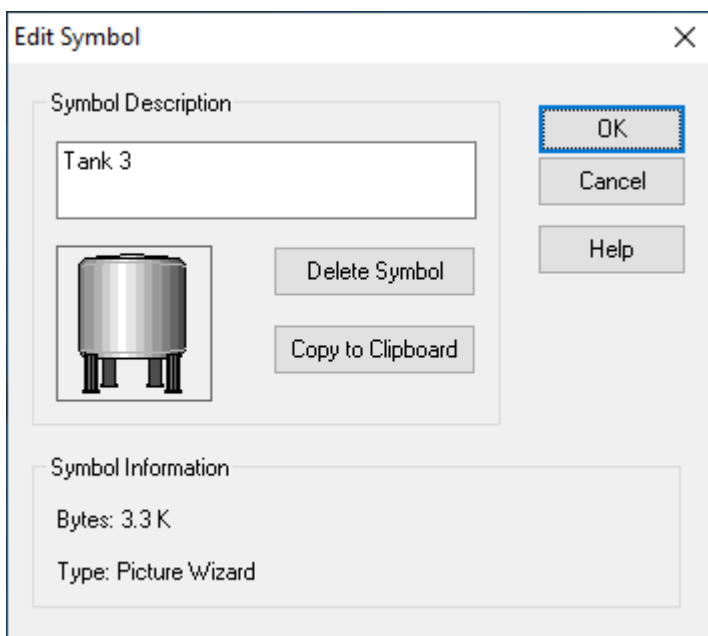 Edit Symbol
Symbol Description
Tank 3
OK
Cancel
Help
Delete Symbol
Copy to Clipboard
Symbol Information
Bytes: 3.3 K
Type: Picture Wizard